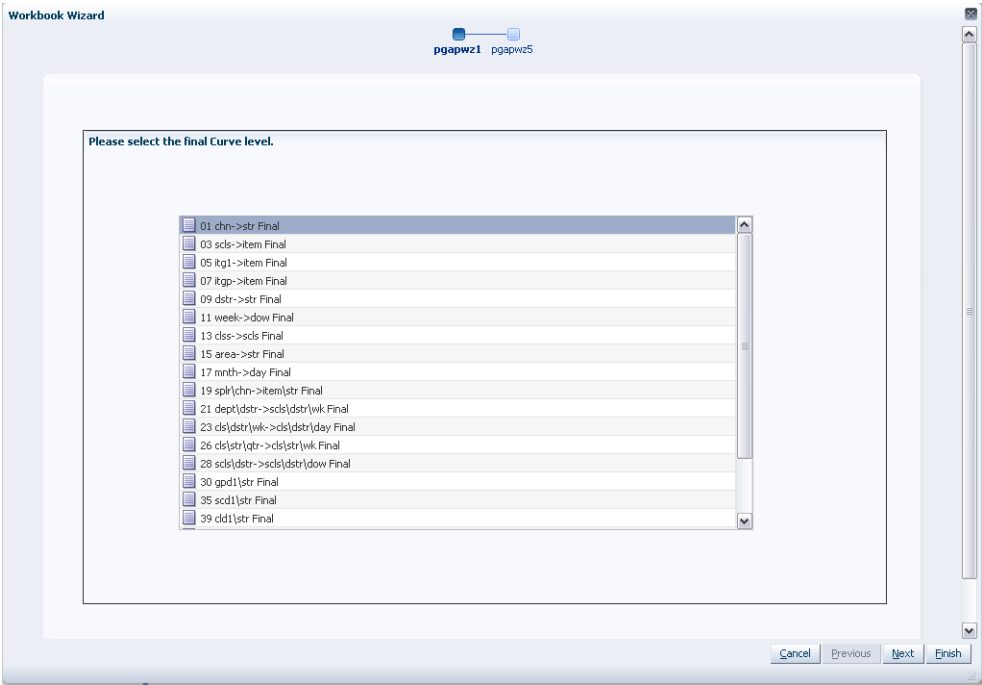 Workbook Wizard
pgapwz1 pgapwz5
Please select the final Curve level.
01 chn->str Final
03 scls->item Final
05 itg1->item Final
07 itgp->item Final
09 dstr->str Final
11 week->dow Final
13 clss->scls Final
15 area->str Final
17 mnth->day Final
19 splr\chn->item\str Final
21 dept\dstr->scls\dstr\wk Final
23 cls\dstr\wk->cls\dstr\day Final
26 cls\str\qtr->cls\str\wk Final
28 scls\dstr->scls\dstr\dow Final
30 gpd1\str Final
35 scd1\str Final
39 cld1\str Final
Cancel Previous Next Finish